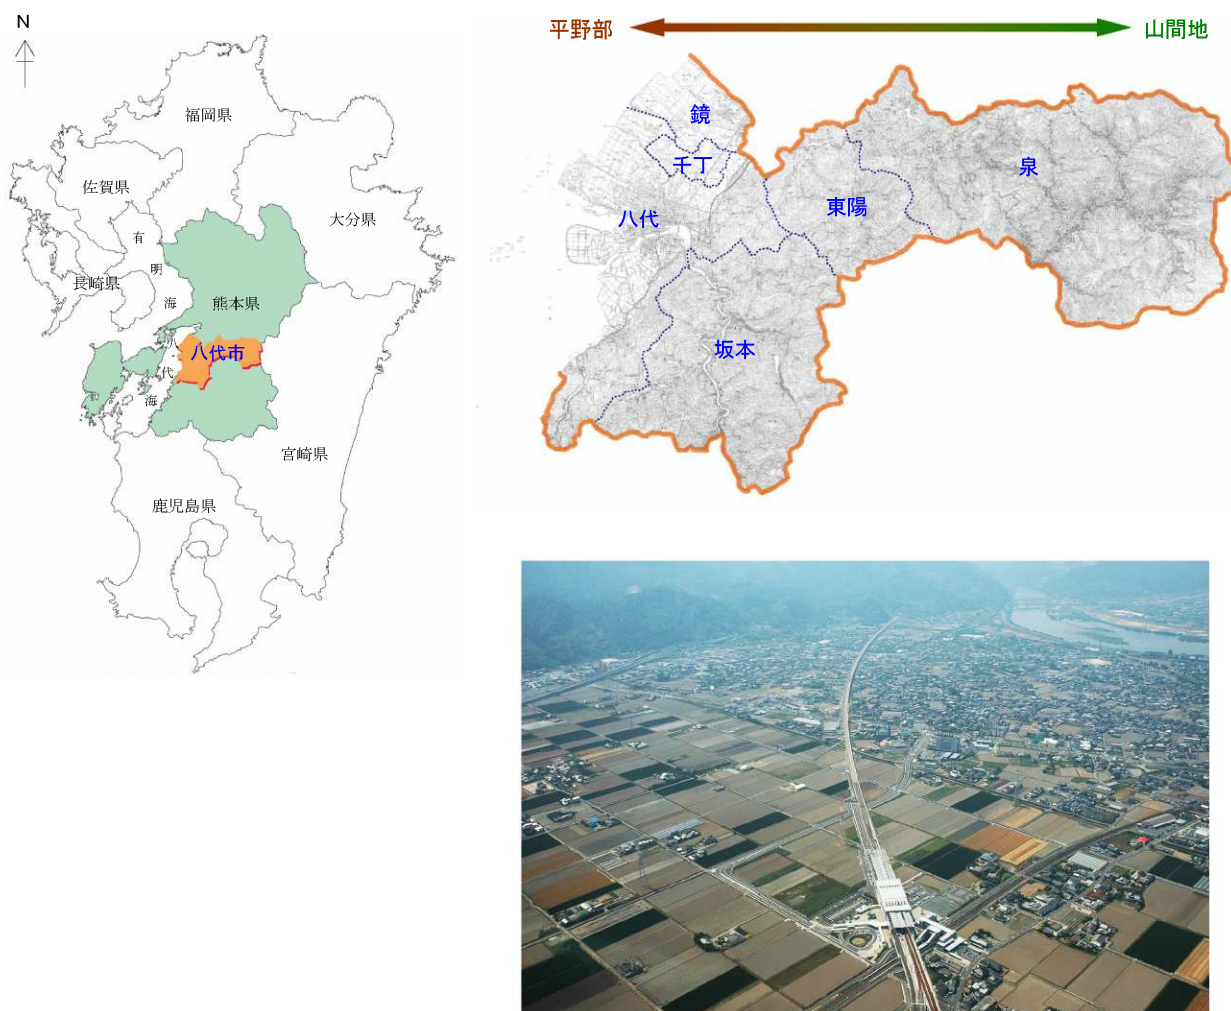 N
福岡県
佐賀県
大分県
有明海
長崎県
熊本県
八代市
八代海
宮崎県
鹿児島県
平野部
山間地
鏡
千丁
泉
東陽
八代
坂本